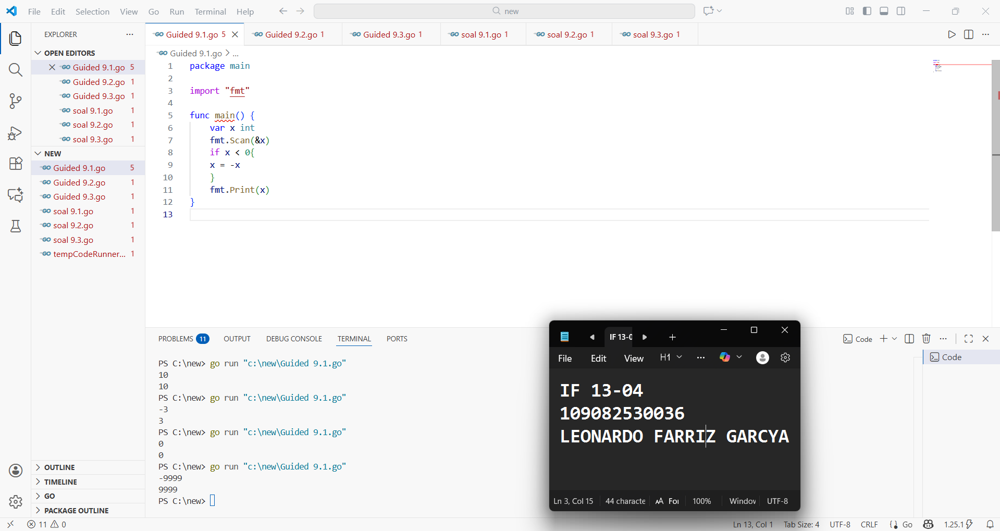 File Edit Selection View Go Run Terminal Help
new
EXPLORER
OPEN EDITORS
Guided 9.1.go 5
Guided 9.2.go 1
Guided 9.3.go 1
soal 9.1.go 1
soal 9.2.go 1
soal 9.3.go 1
NEW
Guided 9.1.go 5
Guided 9.2.go 1
Guided 9.3.go 1
soal 9.1.go 1
soal 9.2.go 1
soal 9.3.go 1
tempCodeRunner... 1
OUTLINE
TIMELINE
GO
PACKAGE OUTLINE
Guided 9.1.go 5 Guided 9.2.go 1 Guided 9.3.go 1 soal 9.1.go 1 soal 9.2.go 1 soal 9.3.go 1
Guided 9.1.go > ...
1 package main
2
3 import "fmt"
4
5 func main() {
6 var x int
7 fmt.Scan(&x)
8 if x < 0{
9 x = -x
10 }
11 fmt.Print(x)
12 }
13
PROBLEMS 11 OUTPUT DEBUG CONSOLE TERMINAL PORTS
Code
Code
PS C:\new> go run "c:\new\Guided 9.1.go"
10
10
PS C:\new> go run "c:\new\Guided 9.1.go"
-3
3
PS C:\new> go run "c:\new\Guided 9.1.go"
0
0
PS C:\new> go run "c:\new\Guided 9.1.go"
-9999
9999
PS C:\new>
IF 13-0
File Edit View H1
IF 13-04
109082530036
LEONARDO FARRIZ GARCYA
Ln 3, Col 15 44 characte For 100% Window UTF-8
11 0
Ln 13, Col 1 Tab Size: 4 UTF-8 CRLF Go 1.25.1